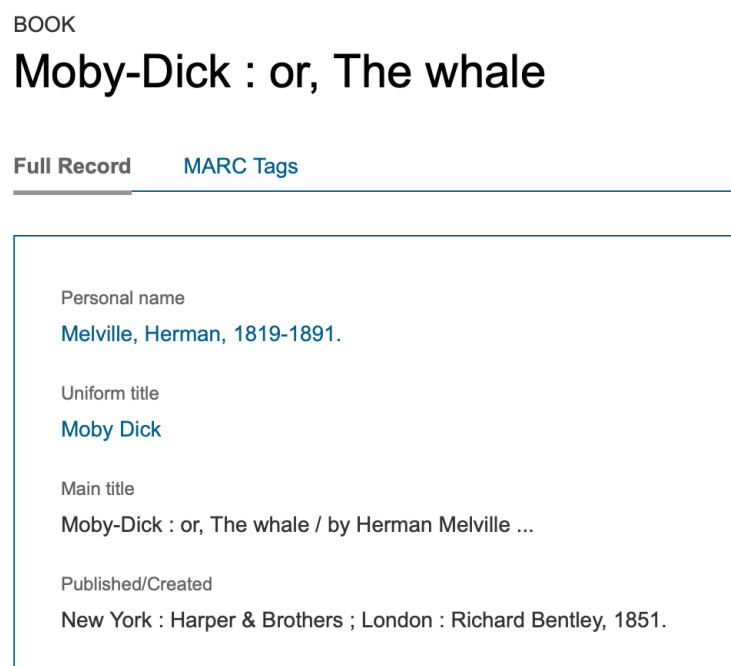 BOOK
Moby-Dick : or, The whale
Full Record MARC Tags
Personal name
Melville, Herman, 1819-1891.
Uniform title
Moby Dick
Main title
Moby-Dick : or, The whale / by Herman Melville ...
Published/Created
New York : Harper & Brothers ; London : Richard Bentley, 1851.